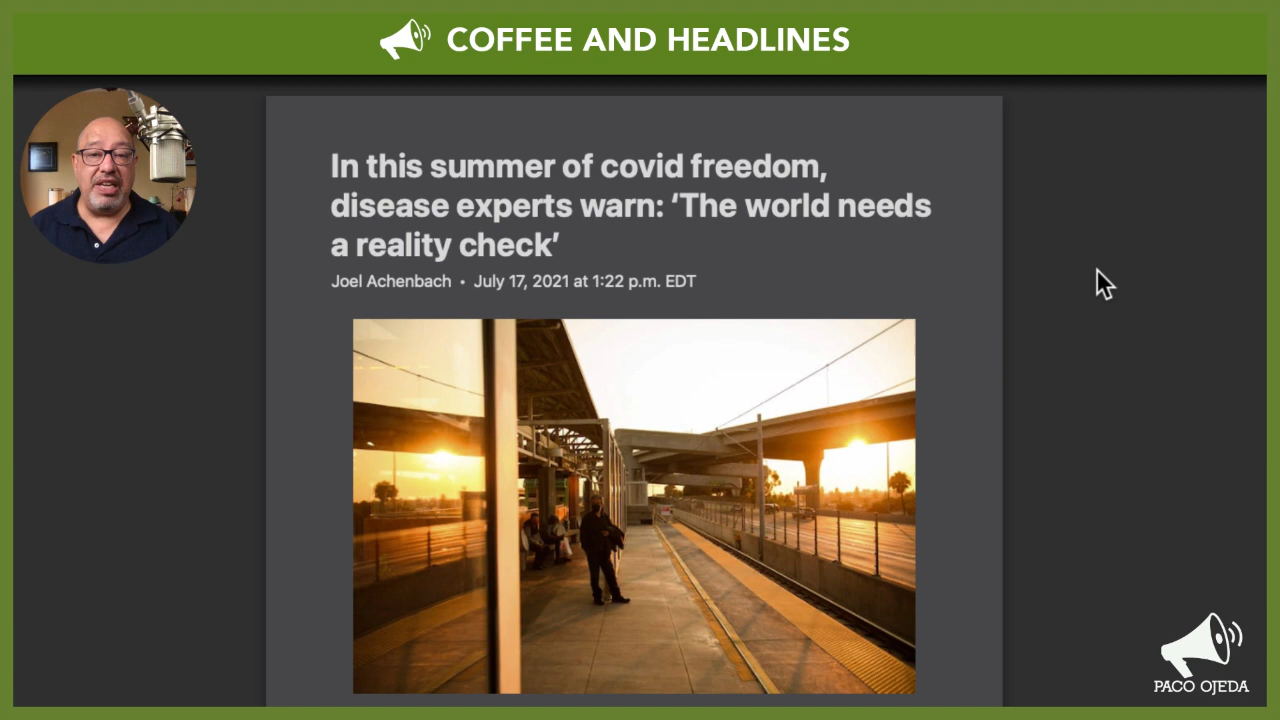 COFFEE AND HEADLINES
In this summer of covid freedom,
disease experts warn: ‘The world needs
a reality check’
Joel Achenbach • July 17, 2021 at 1:22 p.m. EDT
PACO OJEDA